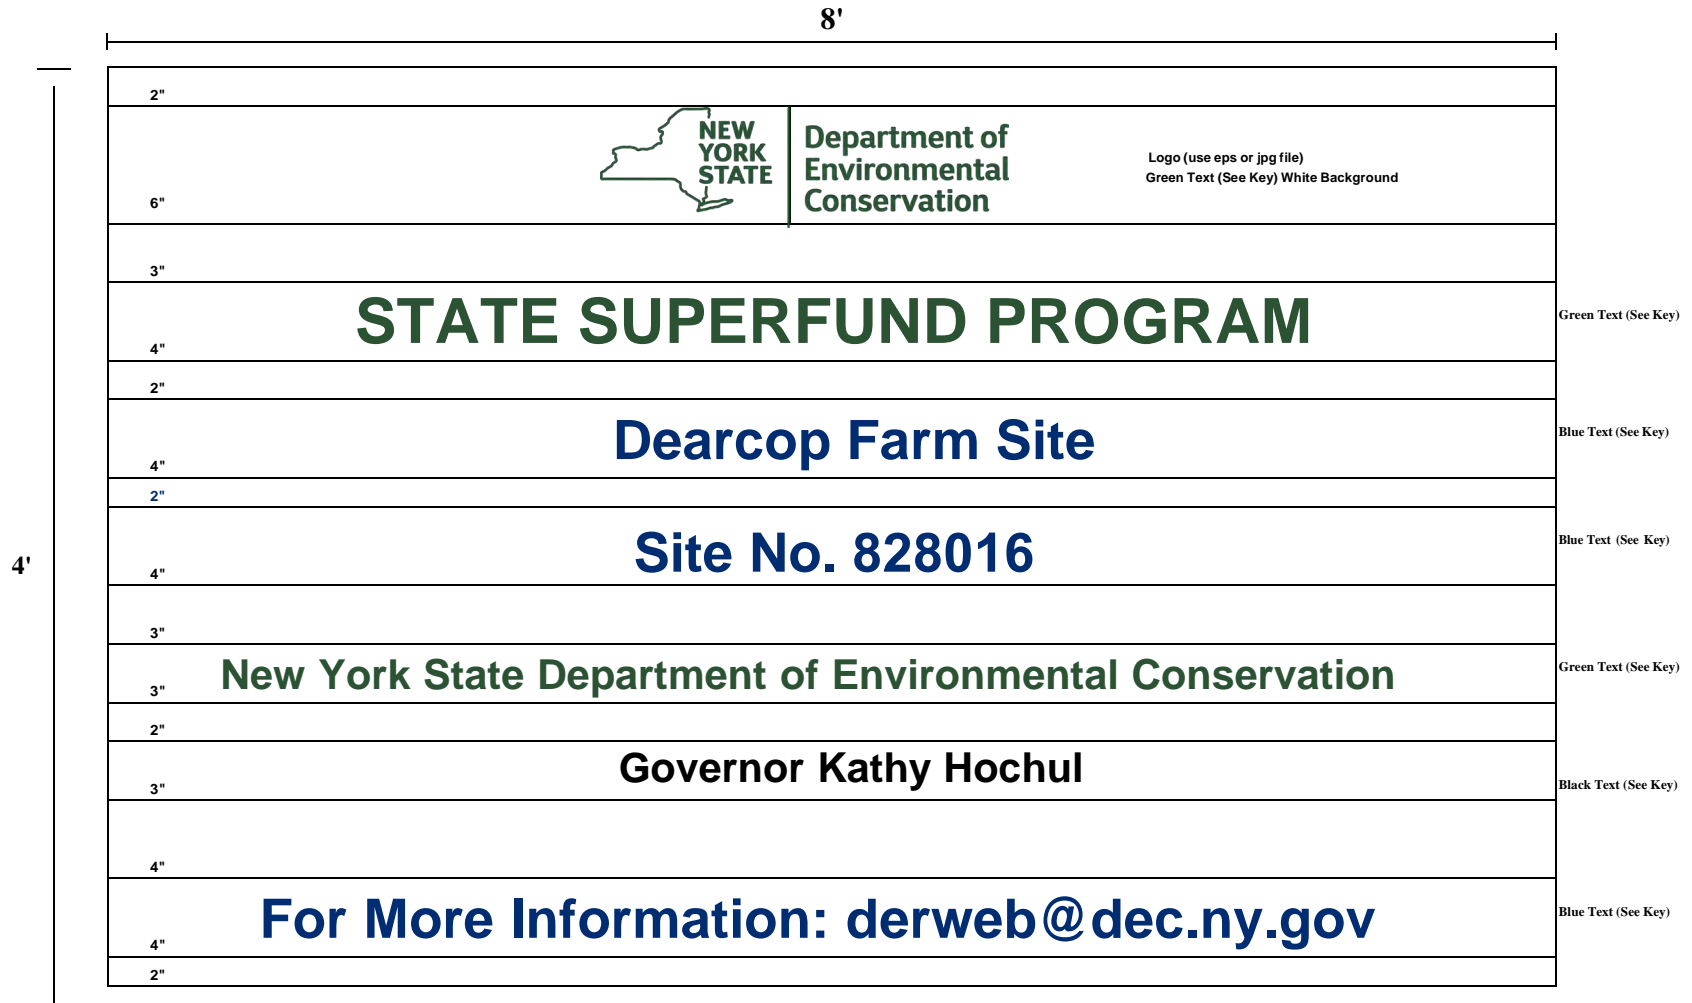 8'
2"
NEW
YORK
STATE
Department of
Environmental
Conservation
Logo (use eps or jpg file)
Green Text (See Key) White Background
6"
3"
STATE SUPERFUND PROGRAM
Green Text (See Key)
4"
2"
Dearcop Farm Site
Blue Text (See Key)
4"
2"
Site No. 828016
Blue Text (See Key)
4'
4"
3"
New York State Department of Environmental Conservation
Green Text (See Key)
3"
2"
Governor Kathy Hochul
Black Text (See Key)
3"
4"
For More Information: derweb@dec.ny.gov
Blue Text (See Key)
4"
2"